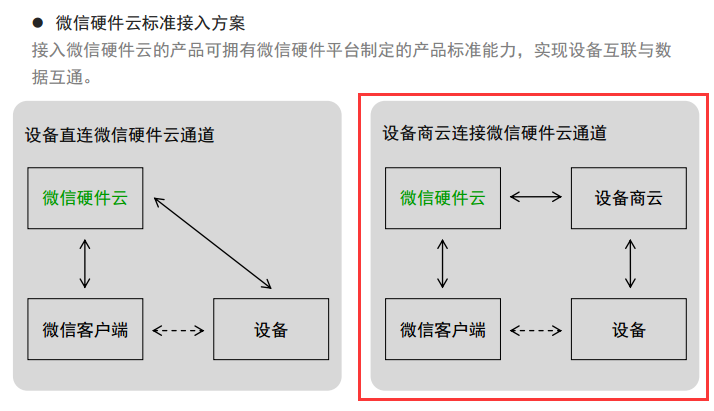 ● 微信硬件云标准接入方案
接入微信硬件云的产品可拥有微信硬件平台制定的产品标准能力，实现设备互联与数
据互通。
设备直连微信硬件云通道
微信硬件云
微信客户端
设备
设备商云连接微信硬件云通道
微信硬件云
设备商云
微信客户端
设备